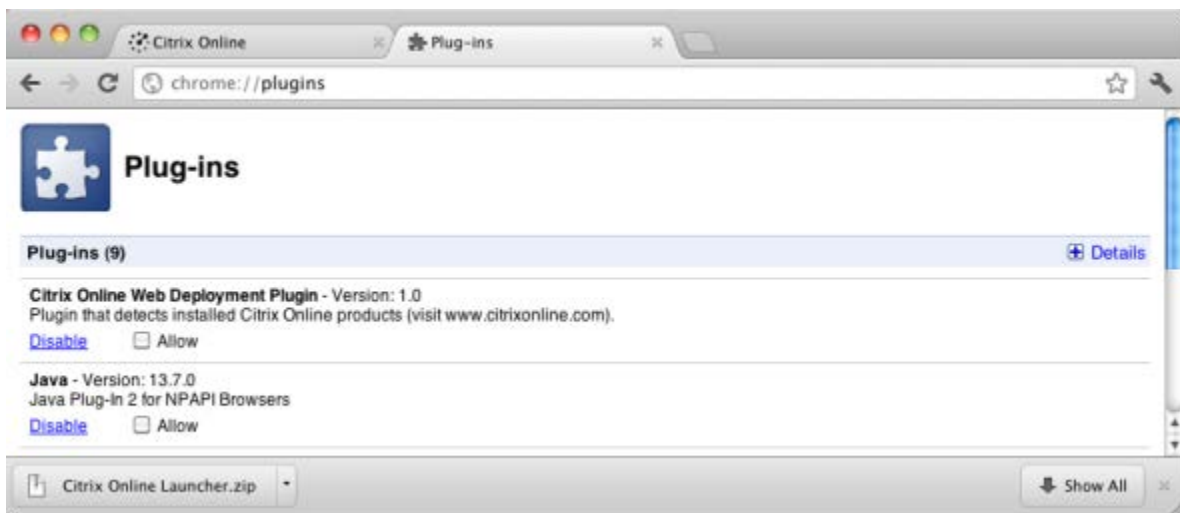 Citrix Online
Plug-ins
chrome://plugins
Plug-ins
Plug-ins (9)
Details
Citrix Online Web Deployment Plugin - Version: 1.0
Plugin that detects installed Citrix Online products (visit www.citrixonline.com).
Disable
Allow
Java - Version: 13.7.0
Java Plug-In 2 for NPAPI Browsers
Disable
Allow
Citrix Online Launcher.zip
Show All